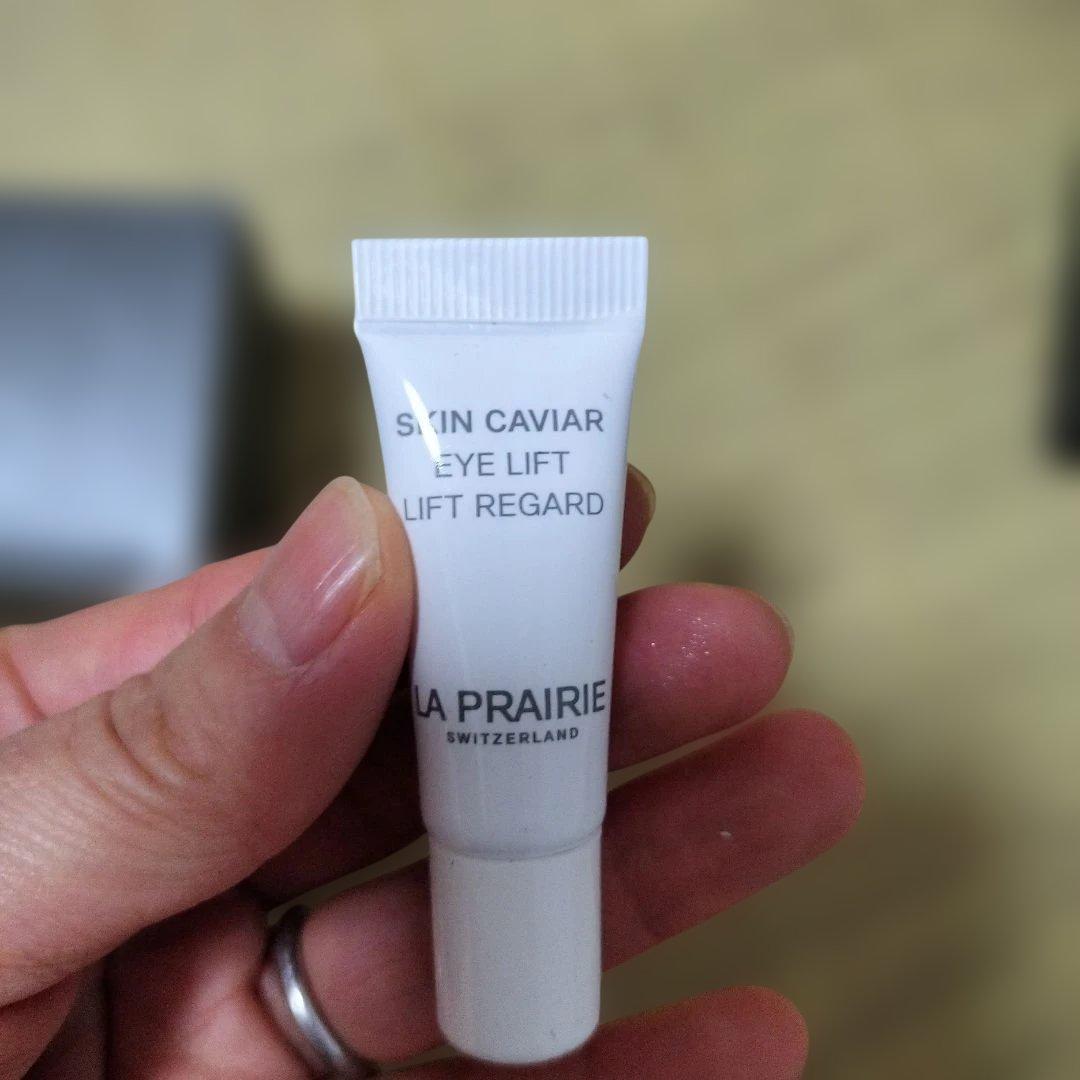 SKIN CAVIAR
EYE LIFT
LIFT REGARD
LA PRAIRIE
SWITZERLAND